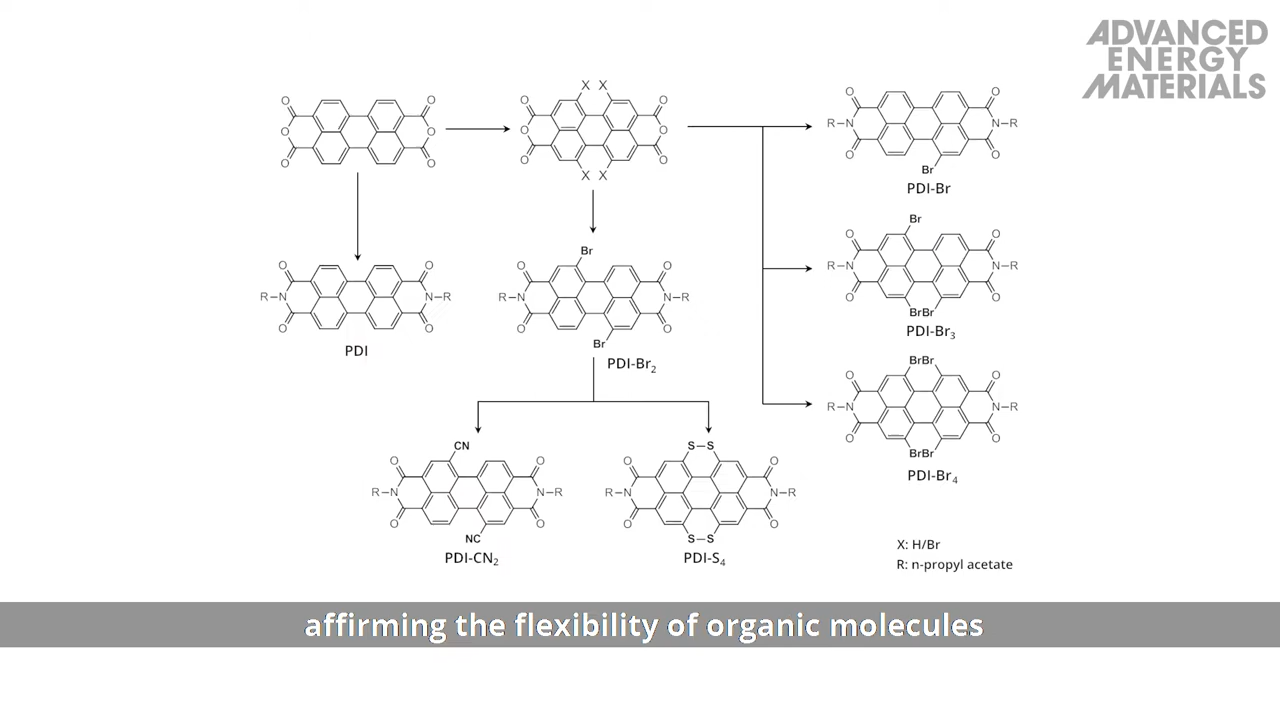 ADVANCED
ENERGY
MATERIALS
O O O O O O
X X
O O O O O O
X X
O O
R N N R
O O
Br
PDI-Br
O O
R N N R
O O
PDI
Br
O O
R N N R
O O
Br
PDI-Br2
Br
O O
R N N R
O O
BrBr
PDI-Br3
BrBr
O O
R N N R
O O
BrBr
PDI-Br4
CN
O O
R N N R
O O
NC
PDI-CN2
S S
O O
R N N R
O O
S S
PDI-S4
X: H/Br
R: n-propyl acetate
affirming the flexibility of organic molecules